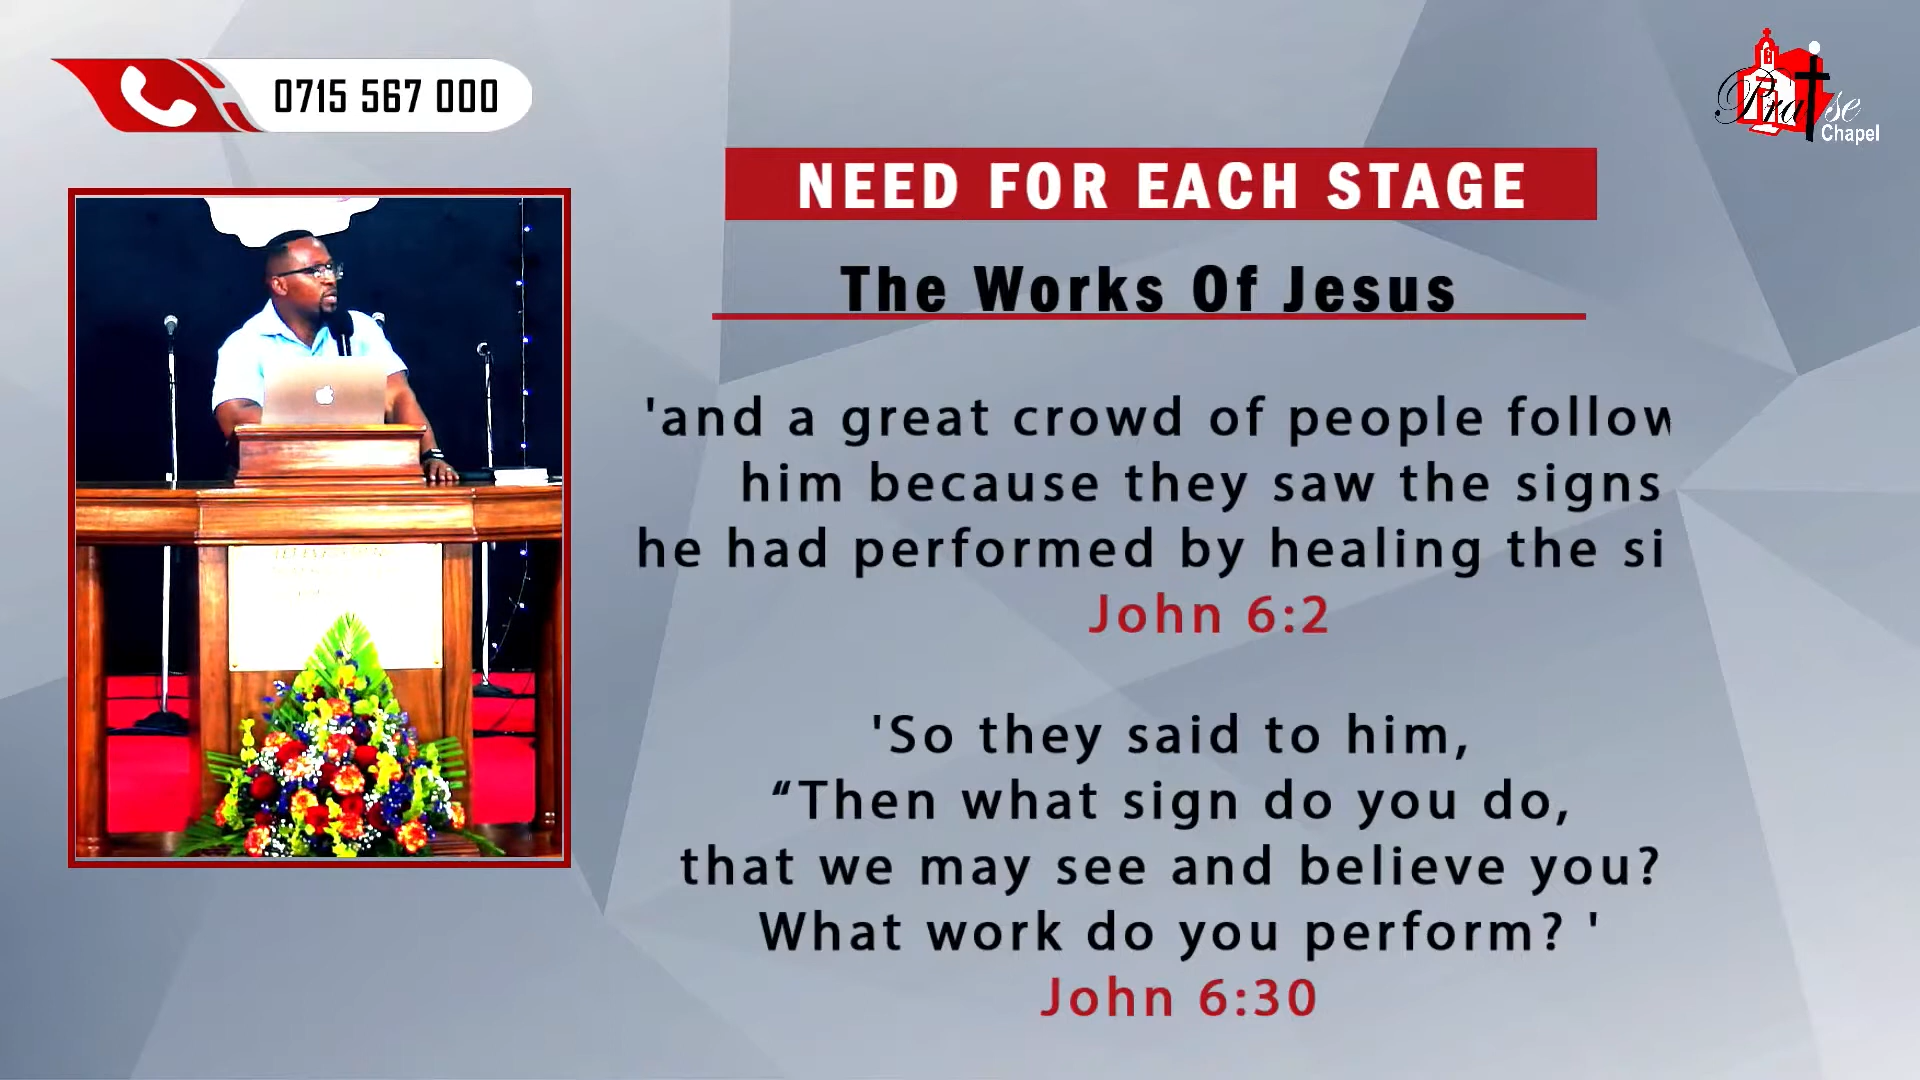 0715 567 000
Praise
Chapel
NEED FOR EACH STAGE
The Works Of Jesus
'and a great crowd of people follow
him because they saw the signs
he had performed by healing the si
John 6:2
'So they said to him,
“Then what sign do you do,
that we may see and believe you?
What work do you perform? '
John 6:30